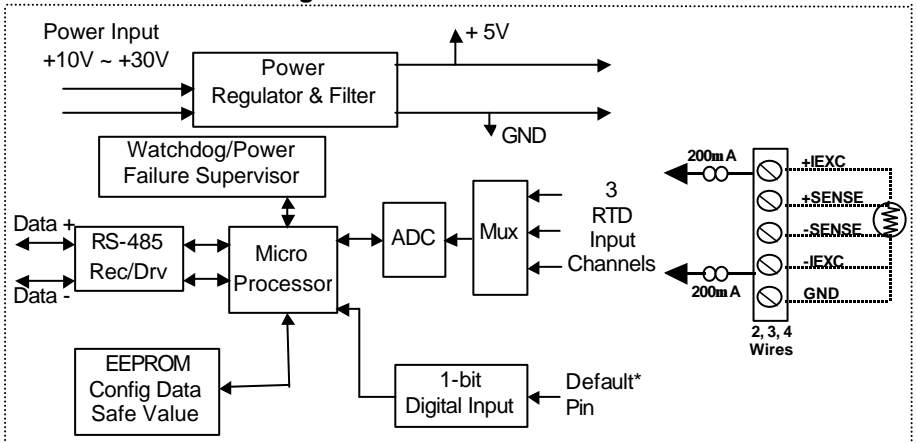 Power Input
+10V ~ +30V
Power
Regulator & Filter
+ 5V
GND
Watchdog/Power
Failure Supervisor
Data +
Data -
RS-485
Rec/Drv
Micro
Processor
ADC
Mux
3
RTD
Input
Channels
EEPROM
Config Data
Safe Value
1-bit
Digital Input
Default*
Pin
200mA
200mA
+IEXC
+SENSE
-SENSE
-IEXC
GND
2, 3, 4
Wires